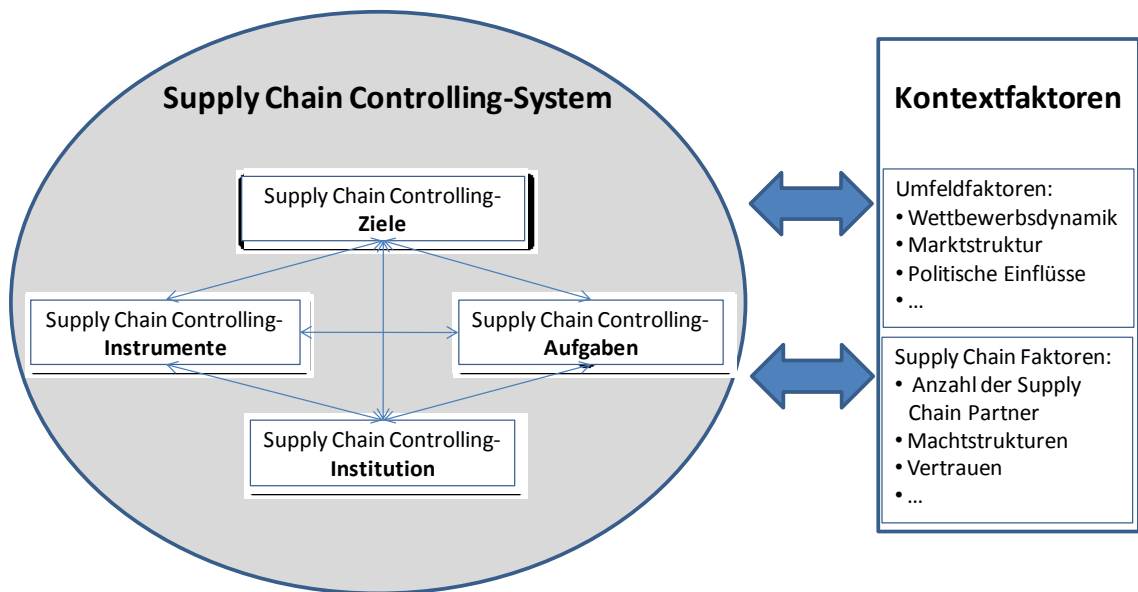 Supply Chain Controlling-System
Supply Chain Controlling-
Ziele
Supply Chain Controlling-
Instrumente
Supply Chain Controlling-
Aufgaben
Supply Chain Controlling-
Institution
Kontextfaktoren
Umfeldfaktoren:
• Wettbewerbsdynamik
• Marktstruktur
• Politische Einflüsse
• ...
Supply Chain Faktoren:
• Anzahl der Supply
Chain Partner
• Machtstrukturen
• Vertrauen
• ...